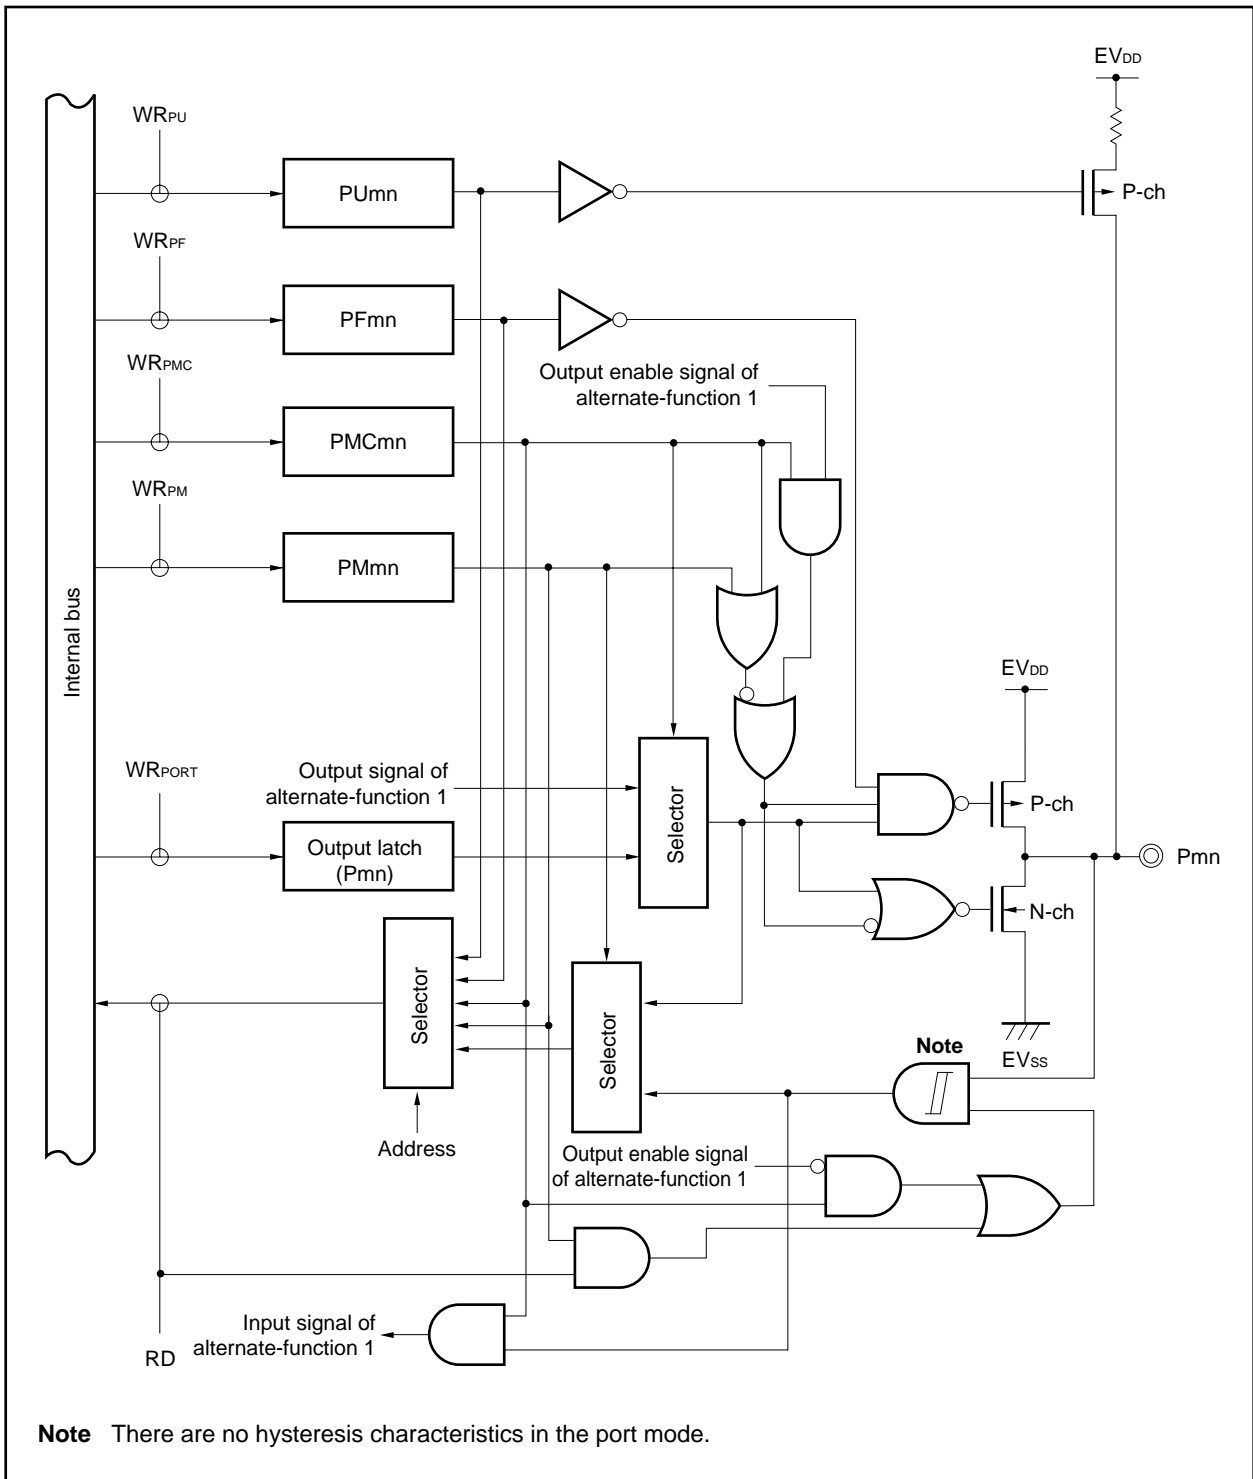 EVDD
WRPU
PUmn
P-ch
WRPF
PFmn
WRPMC
Output enable signal of
alternate-function 1
PMCmn
WRPM
PMmn
Internal bus
EVDD
WRPORT
Output signal of
alternate-function 1
Selector
P-ch
Output latch
(Pmn)
Pmn
N-ch
Selector
Selector
Note
EVSS
Address
Output enable signal
of alternate-function 1
Input signal of
alternate-function 1
RD
Note There are no hysteresis characteristics in the port mode.